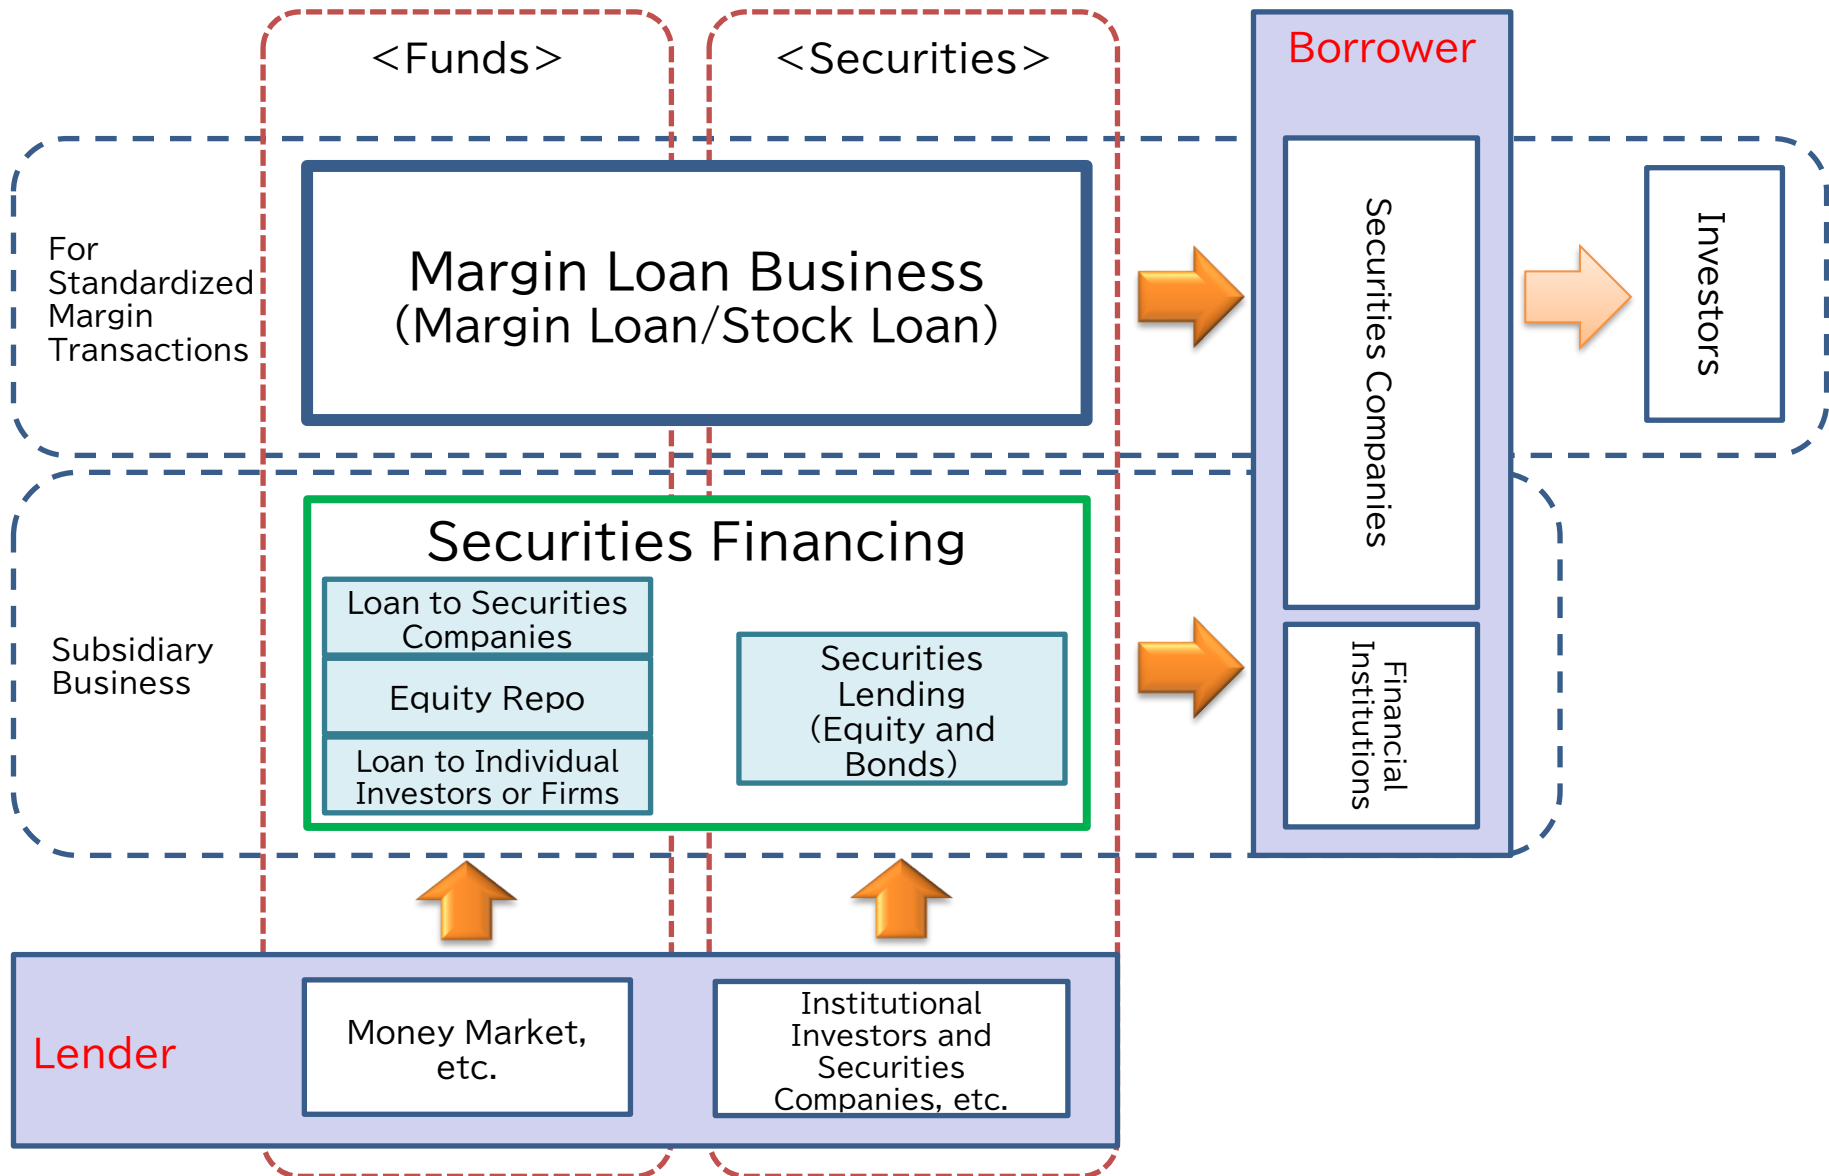 <Funds>
<Securities>
Borrower
For
Standardized
Margin
Transactions
Margin Loan Business
(Margin Loan/Stock Loan)
Securities Companies
Investors
Subsidiary
Business
Securities Financing
Loan to Securities
Companies
Equity Repo
Loan to Individual
Investors or Firms
Securities
Lending
(Equity and
Bonds)
Financial
Institutions
Lender
Money Market,
etc.
Institutional
Investors and
Securities
Companies, etc.